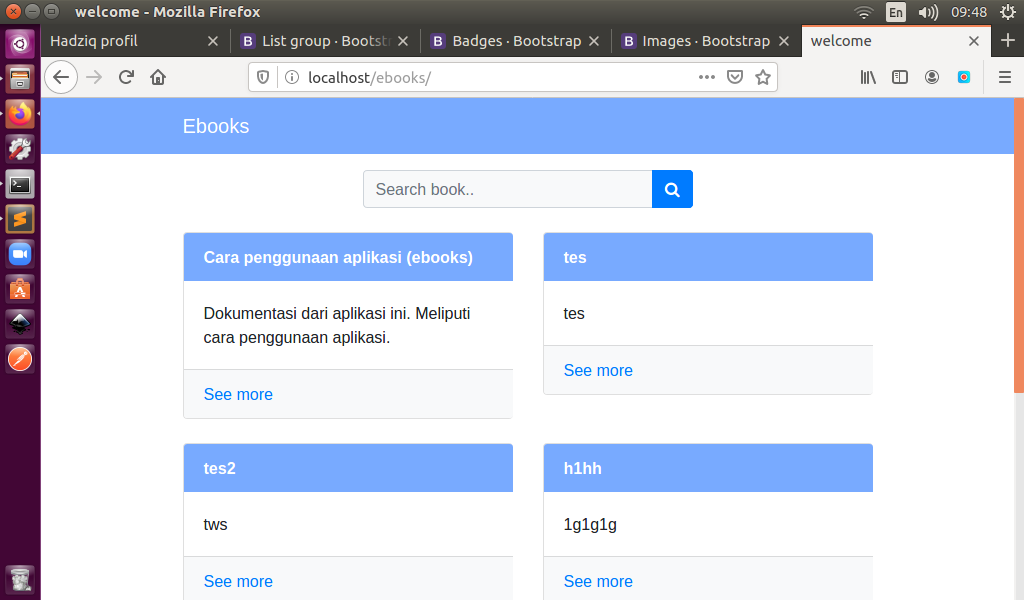 welcome - Mozilla Firefox
En
09:48
Hadziq profil
List group · Bootst
Badges · Bootstrap
Images · Bootstrap
welcome
localhost/ebooks/
Ebooks
Search book..
Cara penggunaan aplikasi (ebooks)
Dokumentasi dari aplikasi ini. Meliputi
cara penggunaan aplikasi.
See more
tes
tes
See more
tes2
tws
See more
h1hh
1g1g1g
See more